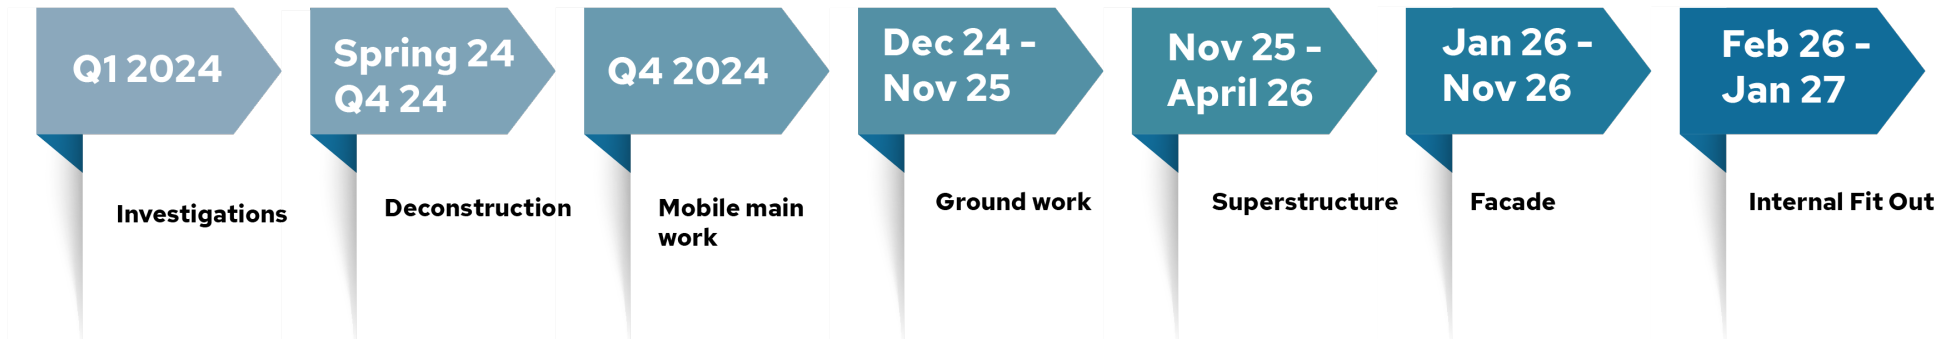 Q1 2024
Spring 24
Q4 24
Q4 2024
Dec 24 -
Nov 25
Nov 25 -
April 26
Jan 26 -
Nov 26
Feb 26 -
Jan 27
Investigations
Deconstruction
Mobile main
work
Ground work
Superstructure
Facade
Internal Fit Out